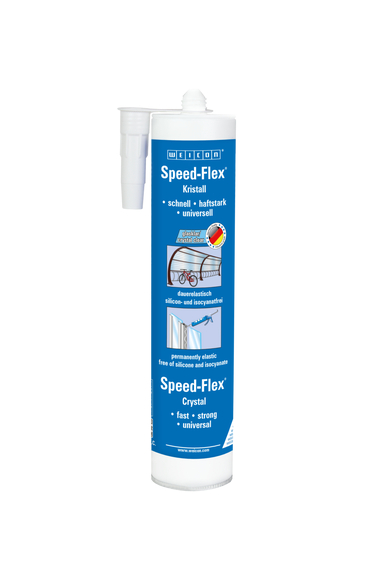 WEICON®
Speed-Flex®
Kristall
• schnell • haftstark
• universell
dauerelastisch
silicon- und isocyanatfrei
permanently elastic
free of silicone and isocyanate
Speed-Flex®
Crystal
• fast • strong
• universal
www.weicon.com